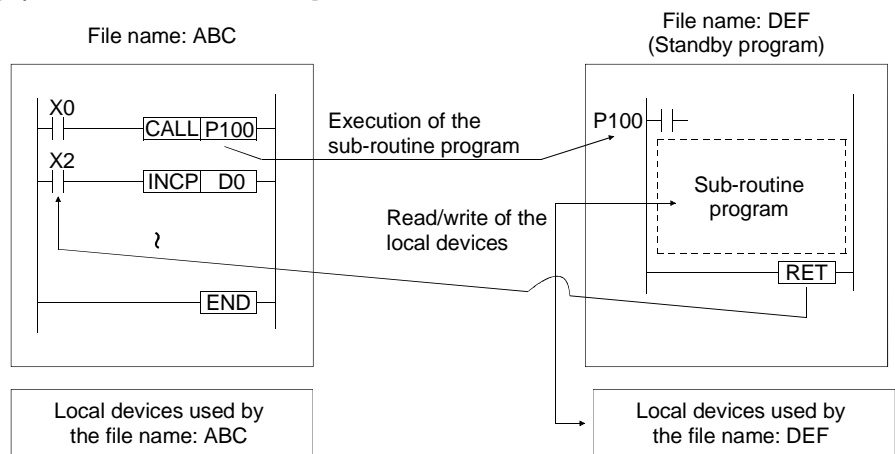 File name: ABC
File name: DEF
(Standby program)
X0
CALL P100
X2
INCP D0
END
Execution of the
sub-routine program
Read/write of the
local devices
P100
Sub-routine
program
RET
Local devices used by
the file name: ABC
Local devices used by
the file name: DEF